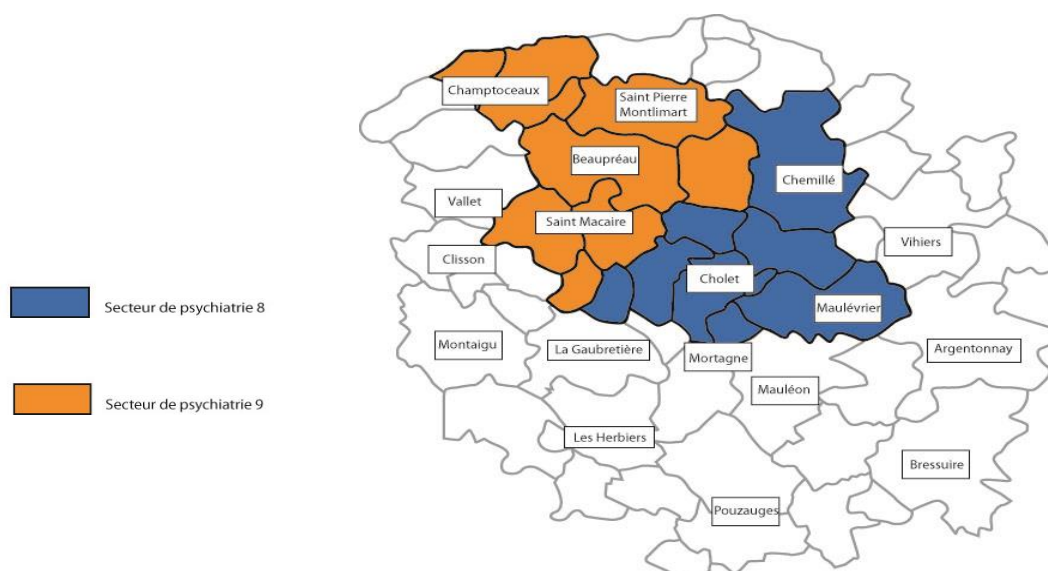 Champtoceaux
Saint Pierre
Montlimart
Beaupréau
Chemillé
Vallet
Saint Macaire
Vihiers
Clisson
Cholet
Secteur de psychiatrie 8
Maulévrier
Montaigu
La Gaubretière
Mortagne
Argentonnay
Mauléon
Secteur de psychiatrie 9
Les Herbiers
Bressuire
Pouzauges